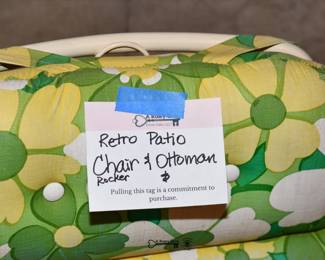 Retro Patio
Chair & Ottoman
Rocker
Pulling this tag is a commitment to
purchase.